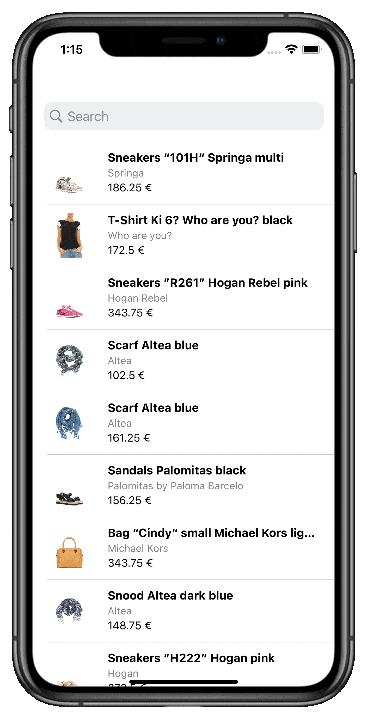 1:15
Search
Sneakers "101H" Springa multi
Springa
186.25 €
T-Shirt Ki 6? Who are you? black
Who are you?
172.5 €
Sneakers "R261" Hogan Rebel pink
Hogan Rebel
343.75 €
Scarf Altea blue
Altea
102.5 €
Scarf Altea blue
Altea
161.25 €
Sandals Palomitas black
Palomitas by Paloma Barcelo
156.25 €
Bag "Cindy" small Michael Kors lig...
Michael Kors
343.75 €
Snood Altea dark blue
Altea
148.75 €
Sneakers "H222" Hogan pink
Hogan